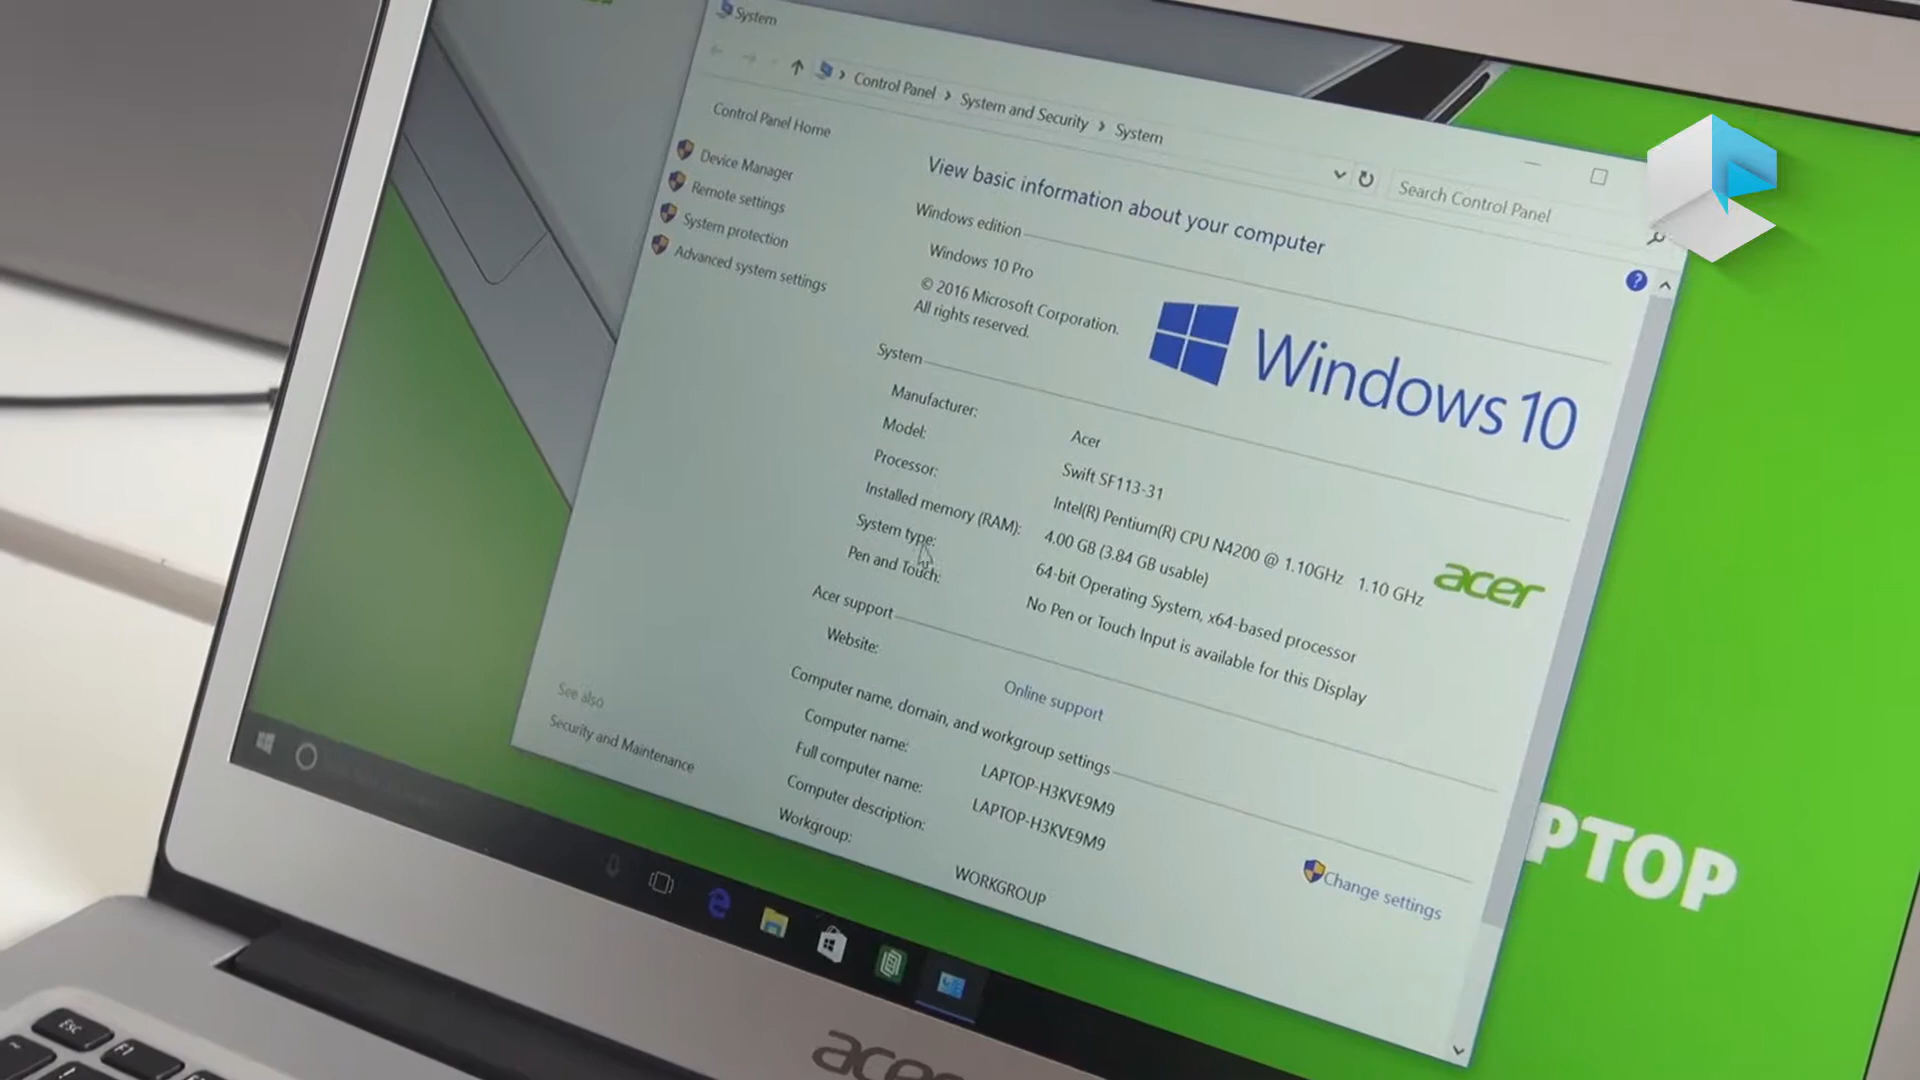 System
Control Panel > System and Security > System
Search Control Panel
Control Panel Home
Device Manager
Remote settings
System protection
Advanced system settings
View basic information about your computer
Windows edition
Windows 10 Pro
© 2016 Microsoft Corporation.
All rights reserved.
Windows 10
System
Manufacturer: Acer
Model: Swift SF113-31
Processor: Intel(R) Pentium(R) CPU N4200 @ 1.10GHz 1.10 GHz
Installed memory (RAM): 4.00 GB (3.84 GB usable)
System type: 64-bit Operating System, x64-based processor
Pen and Touch: No Pen or Touch Input is available for this Display
acer
Acer support
Website: Online support
Computer name, domain, and workgroup settings
Computer name: LAPTOP-H3KVE9M9
Full computer name: LAPTOP-H3KVE9M9
Computer description:
Workgroup: WORKGROUP
Change settings
See also
Security and Maintenance
PTOP
acer
ESC
F1